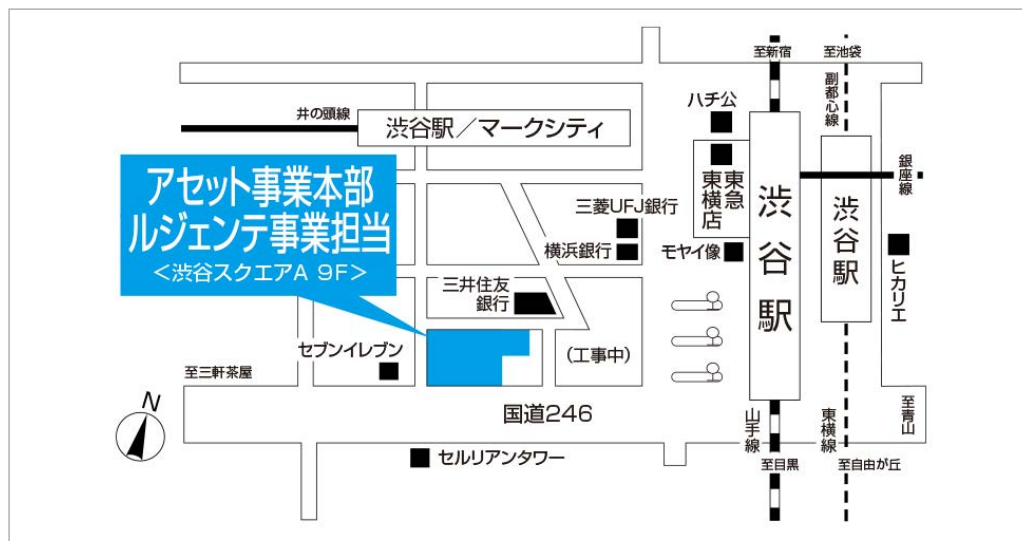 至新宿
至池袋
副都心線
ハチ公
井の頭線
渋谷駅／マークシティ
アセット事業本部
ルジェンテ事業担当
＜渋谷スクエアA 9F＞
東急
東横店
渋谷駅
渋谷駅
銀座線
三菱UFJ銀行
横浜銀行
モヤイ像
ヒカリエ
三井住友
銀行
セブンイレブン
（工事中）
至三軒茶屋
N
国道246
山手線
東横線
至青山
セルリアンタワー
至目黒
至自由が丘